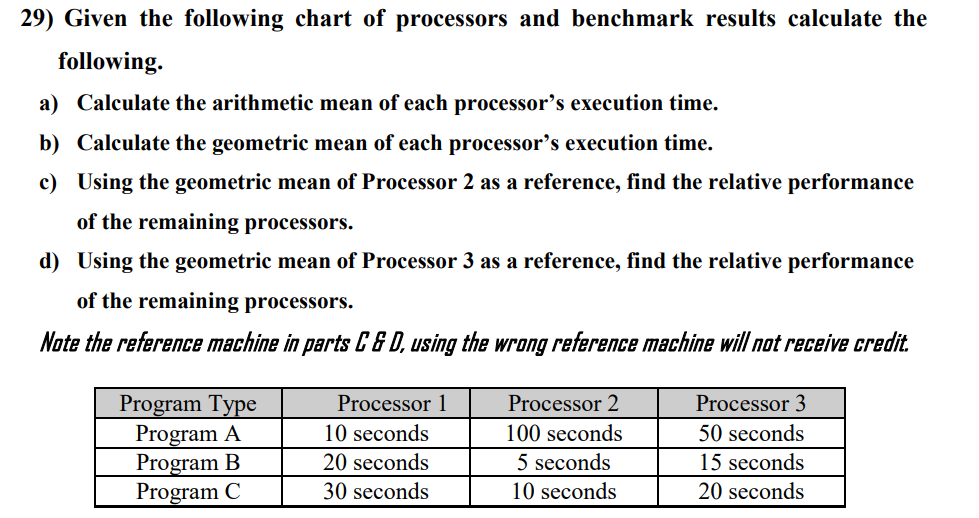 29) Given the following chart of processors and benchmark results calculate the
following.
a) Calculate the arithmetic mean of each processor’s execution time.
b) Calculate the geometric mean of each processor’s execution time.
c) Using the geometric mean of Processor 2 as a reference, find the relative performance
of the remaining processors.
d) Using the geometric mean of Processor 3 as a reference, find the relative performance
of the remaining processors.
Note the reference machine in parts C & D, using the wrong reference machine will not receive credit.
Program Type Processor 1 Processor 2 Processor 3
Program A 10 seconds 100 seconds 50 seconds
Program B 20 seconds 5 seconds 15 seconds
Program C 30 seconds 10 seconds 20 seconds